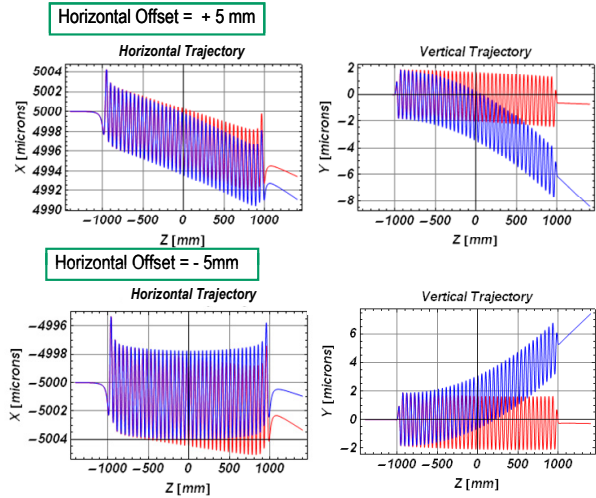 Horizontal Offset = + 5 mm
Horizontal Trajectory
Vertical Trajectory
X [microns]
5004
5000
4998
4996
4994
4992
4990
−1000 −500 0 500 1000
Z [mm]
Y [microns]
2
0
−2
−4
−6
−8
−1000 −500 0 500 1000
Z [mm]
Horizontal Offset = - 5mm
Horizontal Trajectory
Vertical Trajectory
X [microns]
−4996
−4998
−5000
−5002
−5004
−1000 −500 0 500 1000
Z [mm]
Y [microns]
6
4
2
0
−2
−1000 −500 0 500 1000
Z [mm]